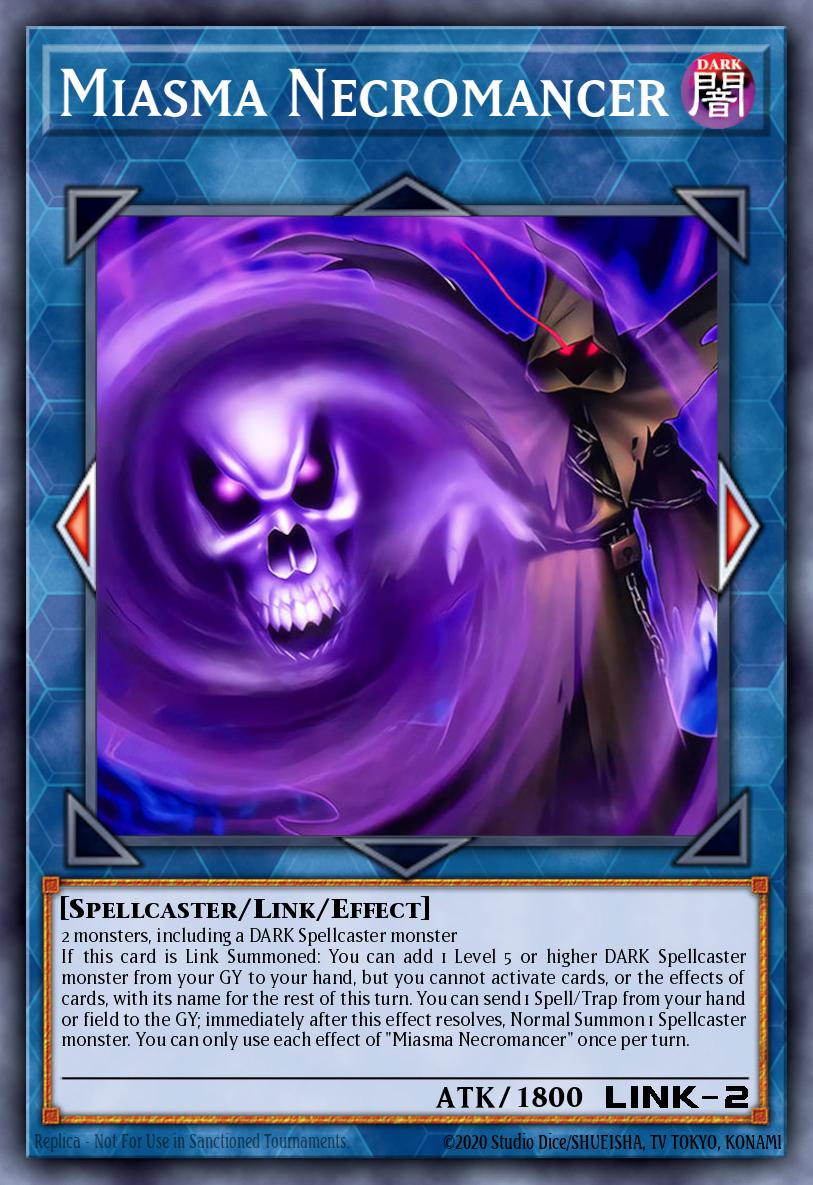 Miasma Necromancer
DARK
闇
[Spellcaster/Link/Effect]
2 monsters, including a DARK Spellcaster monster
If this card is Link Summoned: You can add 1 Level 5 or higher DARK Spellcaster
monster from your GY to your hand, but you cannot activate cards, or the effects of
cards, with its name for the rest of this turn. You can send 1 Spell/Trap from your hand
or field to the GY; immediately after this effect resolves, Normal Summon 1 Spellcaster
monster. You can only use each effect of "Miasma Necromancer" once per turn.
ATK/1800 LINK-2
Replica - Not For Use in Sanctioned Tournaments.
©2020 Studio Dice/SHUEISHA, TV TOKYO, KONAMI